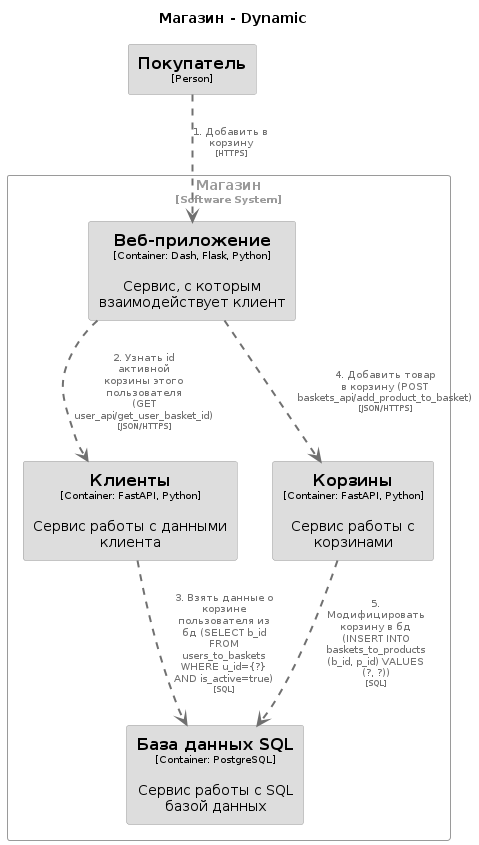 Магазин - Dynamic
Покупатель
[Person]
1. Добавить в
корзину
[HTTPS]
Магазин
[Software System]
Веб-приложение
[Container: Dash, Flask, Python]
Сервис, с которым
взаимодействует клиент
2. Узнать id
активной
корзины этого
пользователя
(GET
user_api/get_user_basket_id)
[JSON/HTTPS]
4. Добавить товар
в корзину (POST
baskets_api/add_product_to_basket)
[JSON/HTTPS]
Клиенты
[Container: FastAPI, Python]
Сервис работы с данными
клиента
Корзины
[Container: FastAPI, Python]
Сервис работы с
корзинами
3. Взять данные о
корзине
пользователя из
бд (SELECT b_id
FROM
users_to_baskets
WHERE u_id={?}
AND is_active=true)
[SQL]
5.
Модифицировать
корзину в бд
(INSERT INTO
baskets_to_products
(b_id, p_id) VALUES
(?, ?))
[SQL]
База данных SQL
[Container: PostgreSQL]
Сервис работы с SQL
базой данных